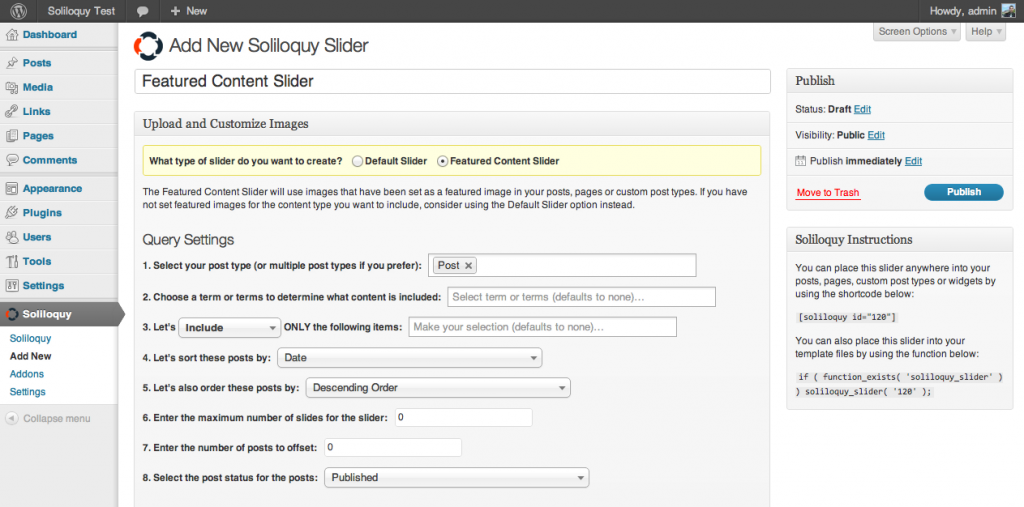 Soliloquy Test
+ New
Howdy, admin
Dashboard
Posts
Media
Links
Pages
Comments
Appearance
Plugins
Users
Tools
Settings
Soliloquy
Soliloquy
Add New
Addons
Settings
Collapse menu
Screen Options
Help
Add New Soliloquy Slider
Featured Content Slider
Upload and Customize Images
What type of slider do you want to create? Default Slider Featured Content Slider
The Featured Content Slider will use images that have been set as a featured image in your posts, pages or custom post types. If you have
not set featured images for the content type you want to include, consider using the Default Slider option instead.
Query Settings
1. Select your post type (or multiple post types if you prefer): Post ×
2. Choose a term or terms to determine what content is included: Select term or terms (defaults to none)...
3. Let's Include ONLY the following items: Make your selection (defaults to none)...
4. Let's sort these posts by: Date
5. Let's also order these posts by: Descending Order
6. Enter the maximum number of slides for the slider: 0
7. Enter the number of posts to offset: 0
8. Select the post status for the posts: Published
Publish
Status: Draft Edit
Visibility: Public Edit
Publish immediately Edit
Move to Trash
Publish
Soliloquy Instructions
You can place this slider anywhere into your
posts, pages, custom post types or widgets by
using the shortcode below:
[soliloquy id="120"]
You can also place this slider into your
template files by using the function below:
if ( function_exists( 'soliloquy_slider' )
) soliloquy_slider( '120' );